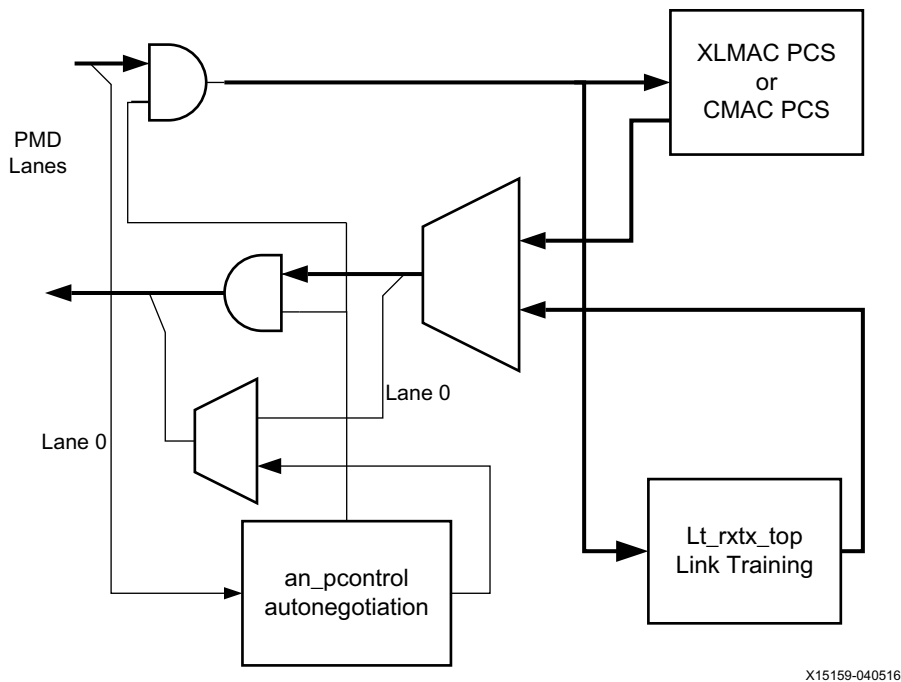 XLMAC PCS
or
CMAC PCS
PMD
Lanes
Lane 0
Lane 0
Lt_rxtx_top
Link Training
an_pcontrol
autonegotiation
X15159-040516